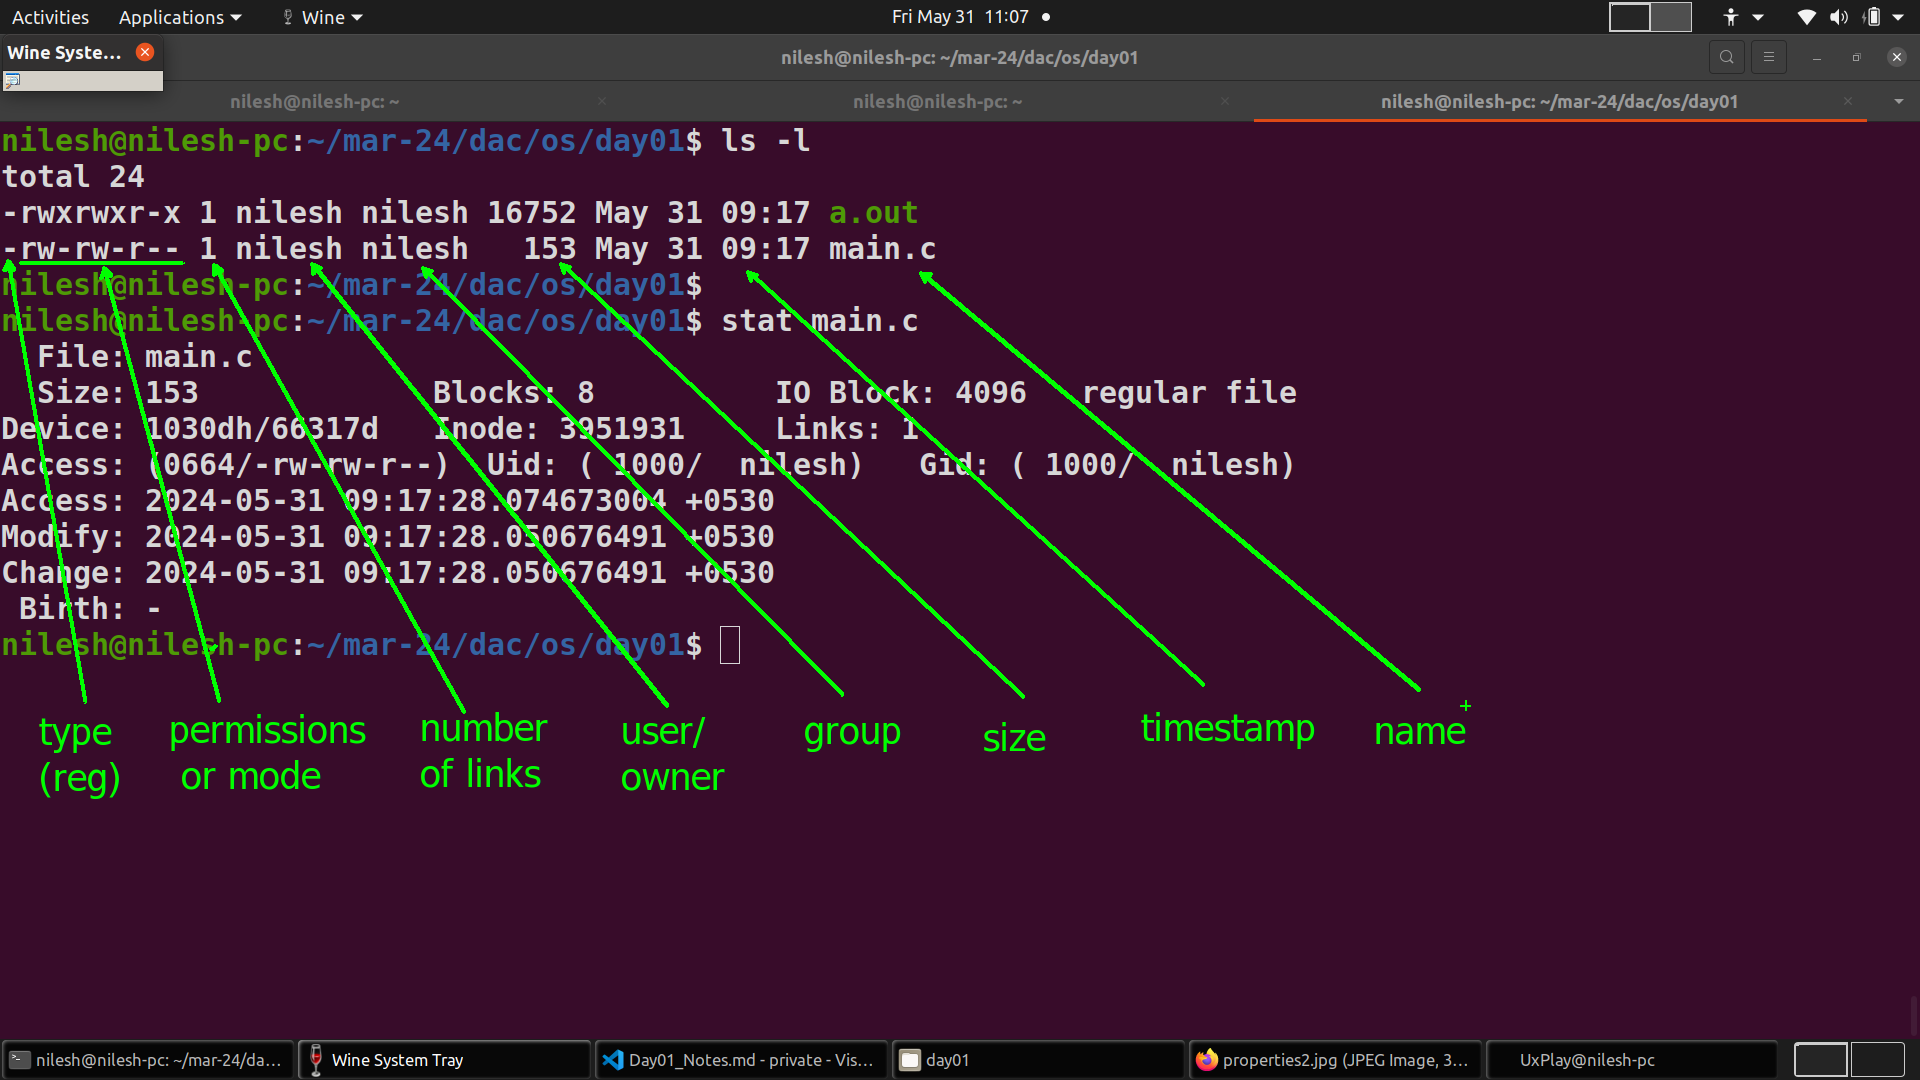 Activities Applications Wine Fri May 31 11:07
Wine Syste...
nilesh@nilesh-pc: ~/mar-24/dac/os/day01
nilesh@nilesh-pc: ~ nilesh@nilesh-pc: ~ nilesh@nilesh-pc: ~/mar-24/dac/os/day01
nilesh@nilesh-pc:~/mar-24/dac/os/day01$ ls -l
total 24
-rwxrwxr-x 1 nilesh nilesh 16752 May 31 09:17 a.out
-rw-rw-r-- 1 nilesh nilesh   153 May 31 09:17 main.c
nilesh@nilesh-pc:~/mar-24/dac/os/day01$
nilesh@nilesh-pc:~/mar-24/dac/os/day01$ stat main.c
  File: main.c
  Size: 153             Blocks: 8          IO Block: 4096   regular file
Device: 1030dh/66317d   Inode: 3951931     Links: 1
Access: (0664/-rw-rw-r--)  Uid: ( 1000/  nilesh)   Gid: ( 1000/  nilesh)
Access: 2024-05-31 09:17:28.074673004 +0530
Modify: 2024-05-31 09:17:28.050676491 +0530
Change: 2024-05-31 09:17:28.050676491 +0530
 Birth: -
nilesh@nilesh-pc:~/mar-24/dac/os/day01$
type permissions number user/ group size timestamp name
(reg) or mode of links owner
nilesh@nilesh-pc: ~/mar-24/da... Wine System Tray Day01_Notes.md - private - Vis... day01 properties2.jpg (JPEG Image, 3... UxPlay@nilesh-pc